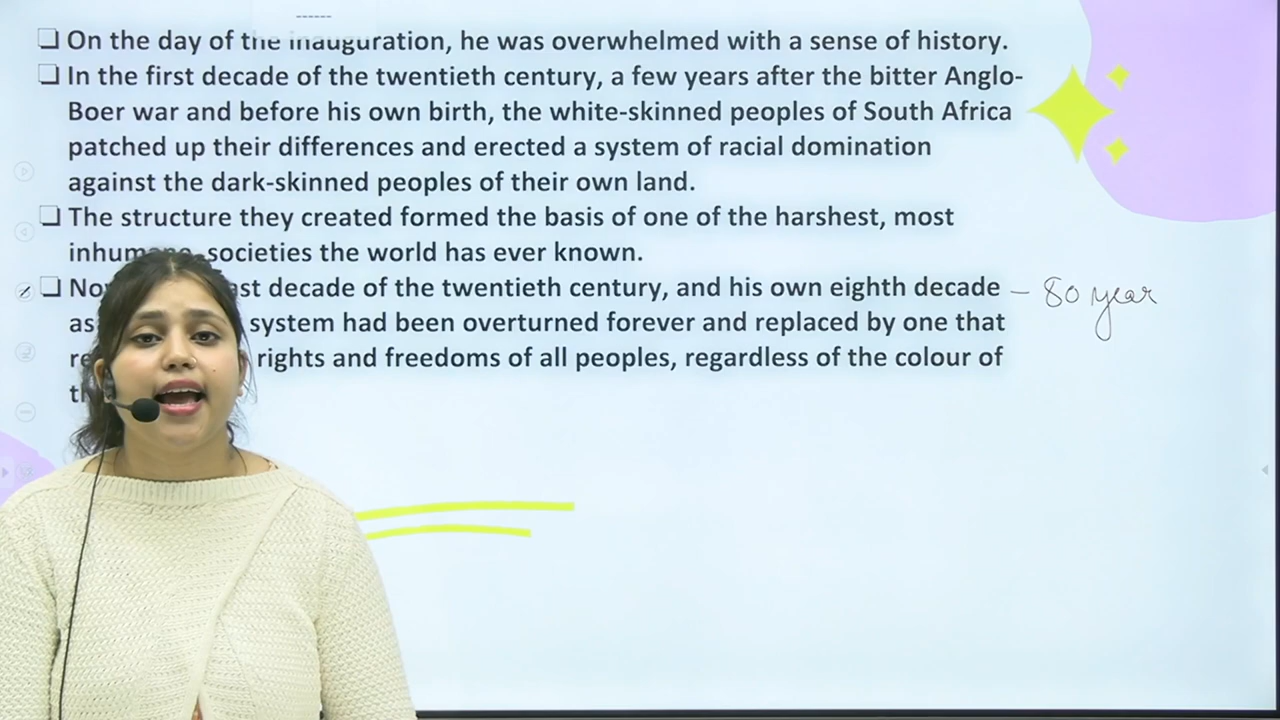 On the day of the inauguration, he was overwhelmed with a sense of history.
In the first decade of the twentieth century, a few years after the bitter Anglo-
Boer war and before his own birth, the white-skinned peoples of South Africa
patched up their differences and erected a system of racial domination
against the dark-skinned peoples of their own land.
The structure they created formed the basis of one of the harshest, most
societies the world has ever known.
decade of the twentieth century, and his own eighth decade – 80 year
as system had been overturned forever and replaced by one that
rights and freedoms of all peoples, regardless of the colour of